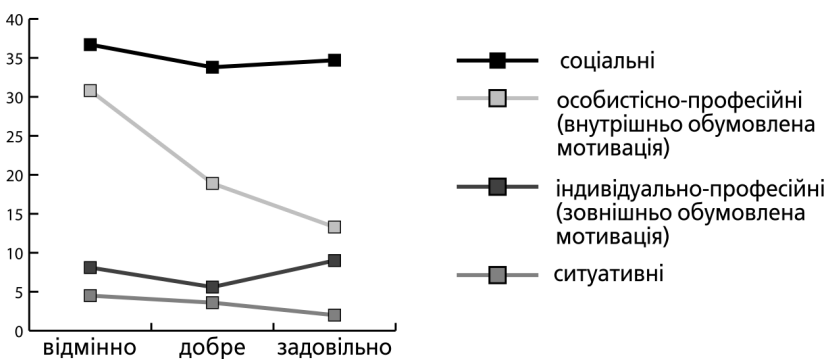 40
35
30
25
20
15
10
5
0
відмінно добре задовільно
соціальні
особистісно-професійні
(внутрішньо обумовлена
мотивація)
індивідуально-професійні
(зовнішньо обумовлена
мотивація)
ситуативні